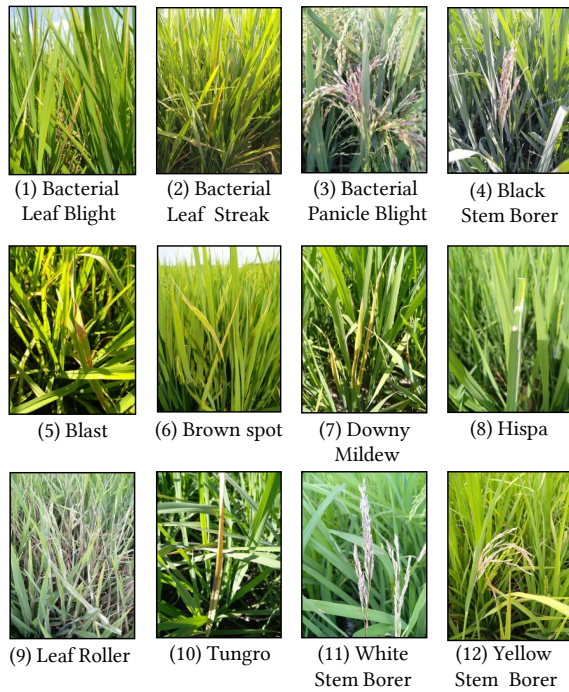 (1) Bacterial
Leaf Blight
(2) Bacterial
Leaf Streak
(3) Bacterial
Panicle Blight
(4) Black
Stem Borer
(5) Blast
(6) Brown spot
(7) Downy
Mildew
(8) Hispa
(9) Leaf Roller
(10) Tungro
(11) White
Stem Borer
(12) Yellow
Stem Borer